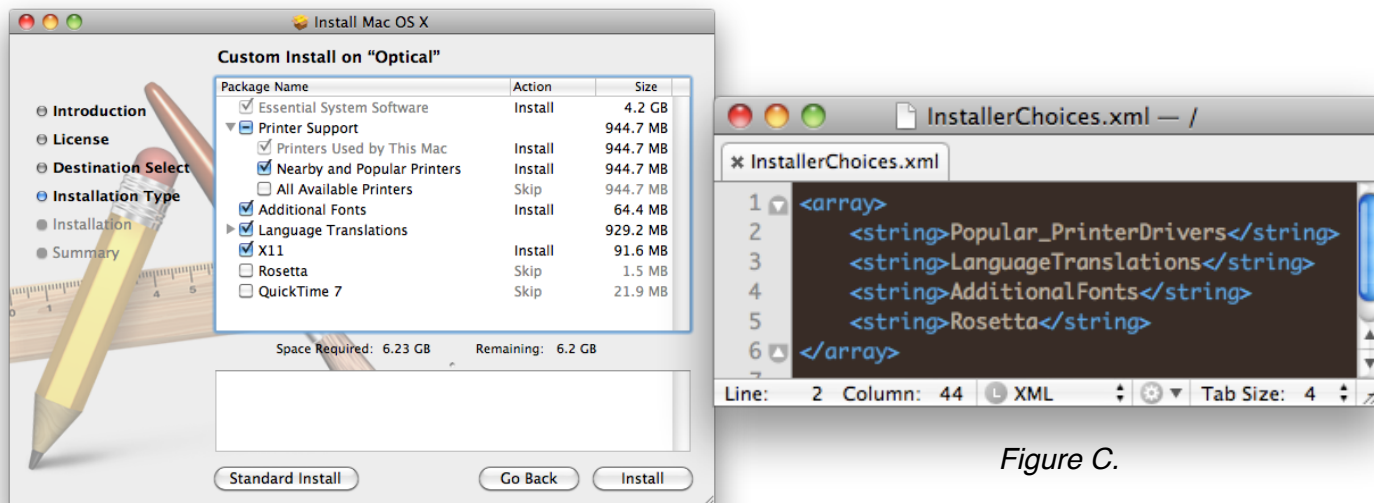 Install Mac OS X
Custom Install on “Optical”
Introduction
License
Destination Select
Installation Type
Installation
Summary
Package Name Action Size
Essential System Software Install 4.2 GB
Printer Support 944.7 MB
Printers Used by This Mac Install 944.7 MB
Nearby and Popular Printers Install 944.7 MB
All Available Printers Skip 944.7 MB
Additional Fonts Install 64.4 MB
Language Translations 929.2 MB
X11 Install 91.6 MB
Rosetta Skip 1.5 MB
QuickTime 7 Skip 21.9 MB
Space Required: 6.23 GB Remaining: 6.2 GB
Standard Install Go Back Install
InstallerChoices.xml — /
InstallerChoices.xml
1 <array>
2 <string>Popular_PrinterDrivers</string>
3 <string>LanguageTranslations</string>
4 <string>AdditionalFonts</string>
5 <string>Rosetta</string>
6 </array>
Line: 2 Column: 44 L XML Tab Size: 4
Figure C.